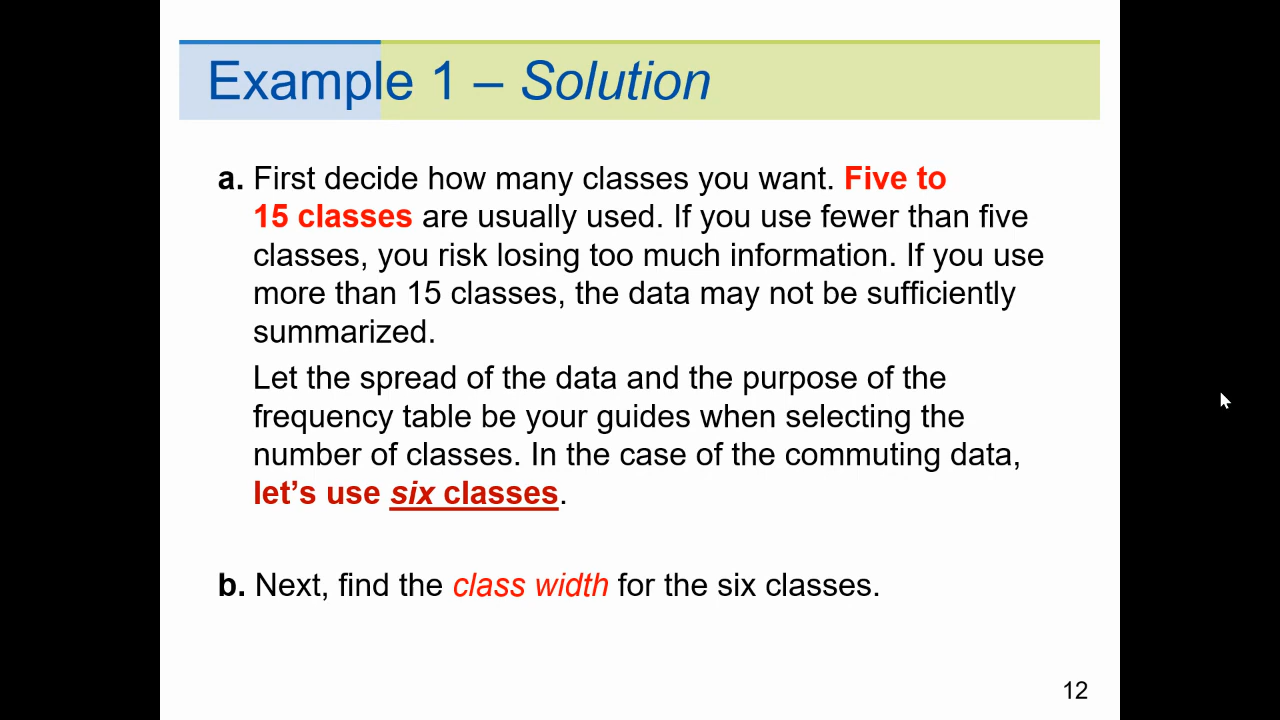 Example 1 – Solution
a. First decide how many classes you want. Five to
15 classes are usually used. If you use fewer than five
classes, you risk losing too much information. If you use
more than 15 classes, the data may not be sufficiently
summarized.
Let the spread of the data and the purpose of the
frequency table be your guides when selecting the
number of classes. In the case of the commuting data,
let’s use six classes.
b. Next, find the class width for the six classes.
12